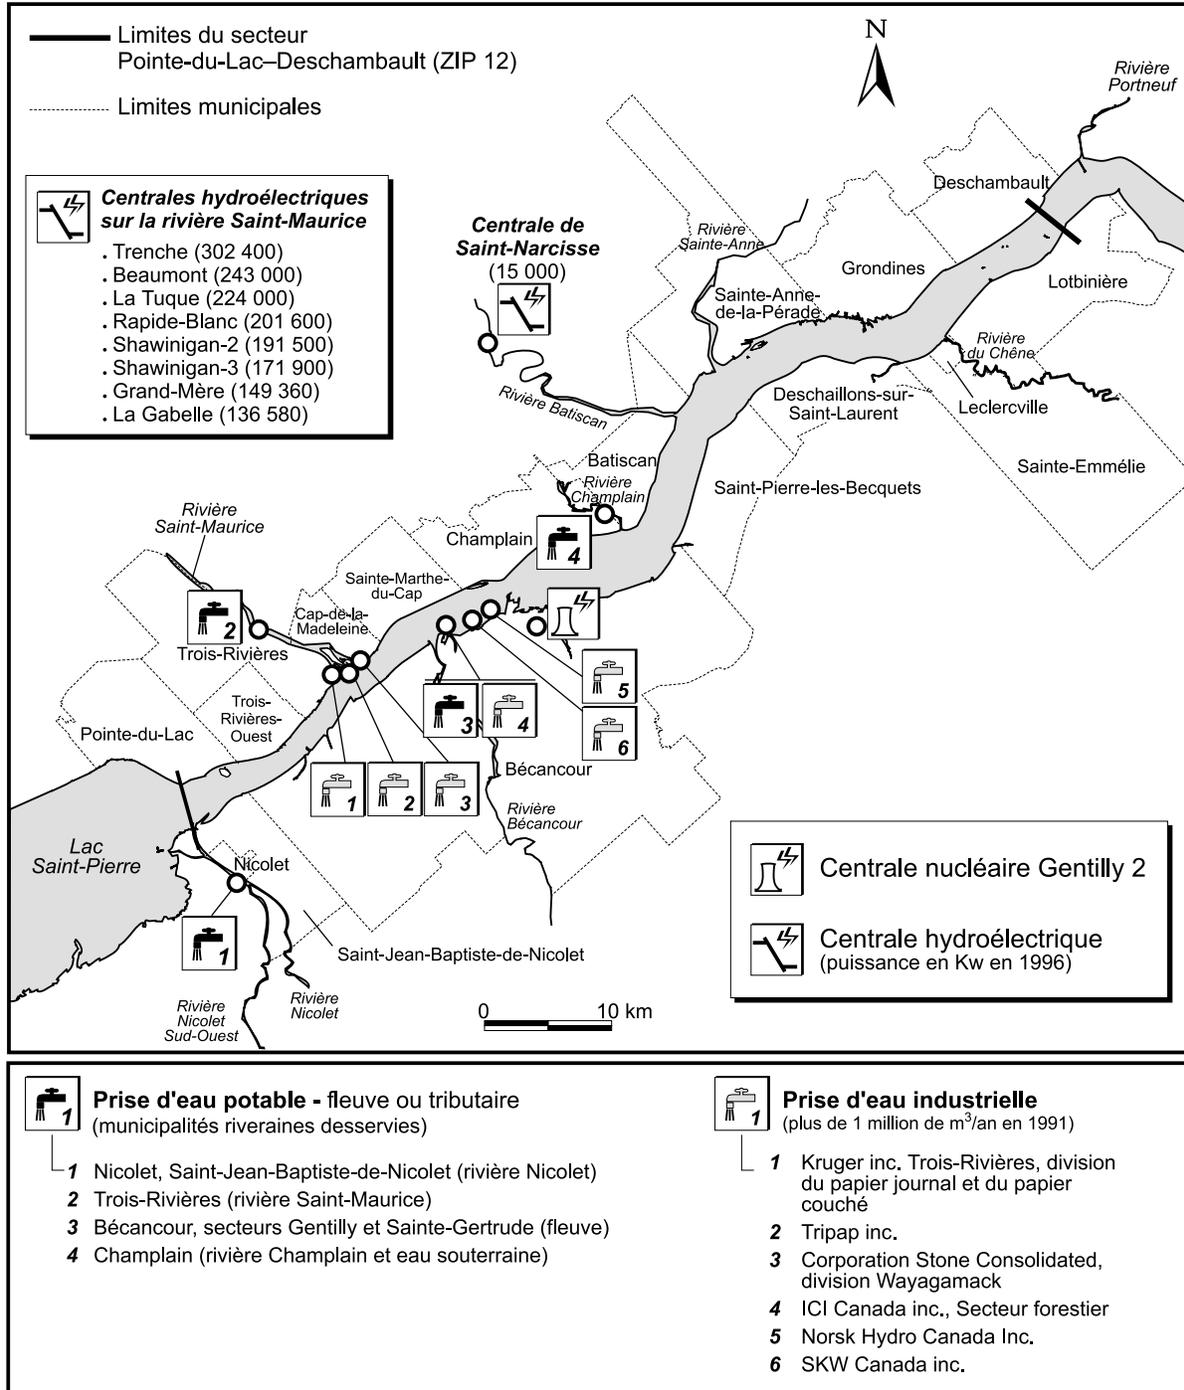 Limites du secteur
Pointe-du-Lac–Deschambault (ZIP 12)
Limites municipales
N
Rivière
Portneuf
Centrales hydroélectriques
sur la rivière Saint-Maurice
. Trenche (302 400)
. Beaumont (243 000)
. La Tuque (224 000)
. Rapide-Blanc (201 600)
. Shawinigan-2 (191 500)
. Shawinigan-3 (171 900)
. Grand-Mère (149 360)
. La Gabelle (136 580)
Centrale de
Saint-Narcisse
(15 000)
Rivière
Sainte-Anne
Deschambault
Grondines
Lotbinière
Sainte-Anne-
de-la-Pérade
Rivière
du Chêne
Rivière Batiscan
Deschaillons-sur-
Saint-Laurent
Leclercville
Sainte-Emmélie
Batiscan
Rivière
Champlain
Saint-Pierre-les-Becquets
Rivière
Saint-Maurice
Champlain
4
Sainte-Marthe-
du-Cap
Cap-de-la-
Madeleine
2
Trois-Rivières
5
Trois-
Rivières-
Ouest
3
4
6
Pointe-du-Lac
Bécancour
1
2
3
Rivière
Bécancour
Lac
Saint-Pierre
Nicolet
1
Saint-Jean-Baptiste-de-Nicolet
Rivière
Nicolet
Rivière
Nicolet
Sud-Ouest
0 10 km
Centrale nucléaire Gentilly 2
Centrale hydroélectrique
(puissance en Kw en 1996)
1
Prise d'eau potable - fleuve ou tributaire
(municipalités riveraines desservies)
1 Nicolet, Saint-Jean-Baptiste-de-Nicolet (rivière Nicolet)
2 Trois-Rivières (rivière Saint-Maurice)
3 Bécancour, secteurs Gentilly et Sainte-Gertrude (fleuve)
4 Champlain (rivière Champlain et eau souterraine)
1
Prise d'eau industrielle
(plus de 1 million de m³/an en 1991)
1 Kruger inc. Trois-Rivières, division
du papier journal et du papier
couché
2 Tripap inc.
3 Corporation Stone Consolidated,
division Wayagamack
4 ICI Canada inc., Secteur forestier
5 Norsk Hydro Canada Inc.
6 SKW Canada inc.